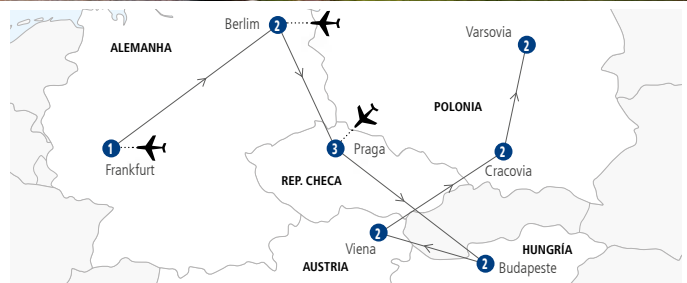 Berlim
2
Varsovia
2
ALEMANHA
POLONIA
1
Frankfurt
3
Praga
2
Cracovia
REP. CHECA
2
Viena
HUNGRÍA
2
Budapeste
AUSTRIA